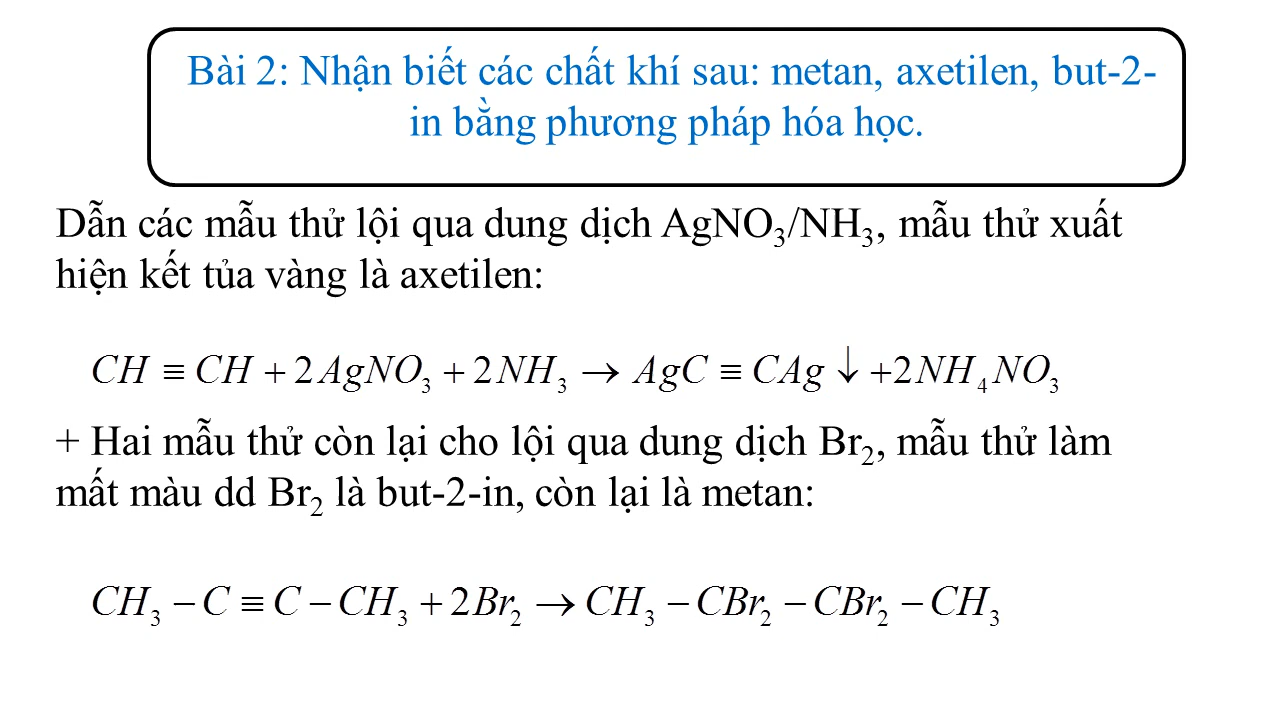 Bài 2: Nhận biết các chất khí sau: metan, axetilen, but-2-
in bằng phương pháp hóa học.
Dẫn các mẫu thử lội qua dung dịch AgNO₃/NH₃, mẫu thử xuất
hiện kết tủa vàng là axetilen:
CH ≡ CH + 2AgNO₃ + 2NH₃ → AgC ≡ CAg ↓ +2NH₄NO₃
+ Hai mẫu thử còn lại cho lội qua dung dịch Br₂, mẫu thử làm
mất màu dd Br₂ là but-2-in, còn lại là metan:
CH₃ − C ≡ C − CH₃ + 2Br₂ → CH₃ − CBr₂ − CBr₂ − CH₃